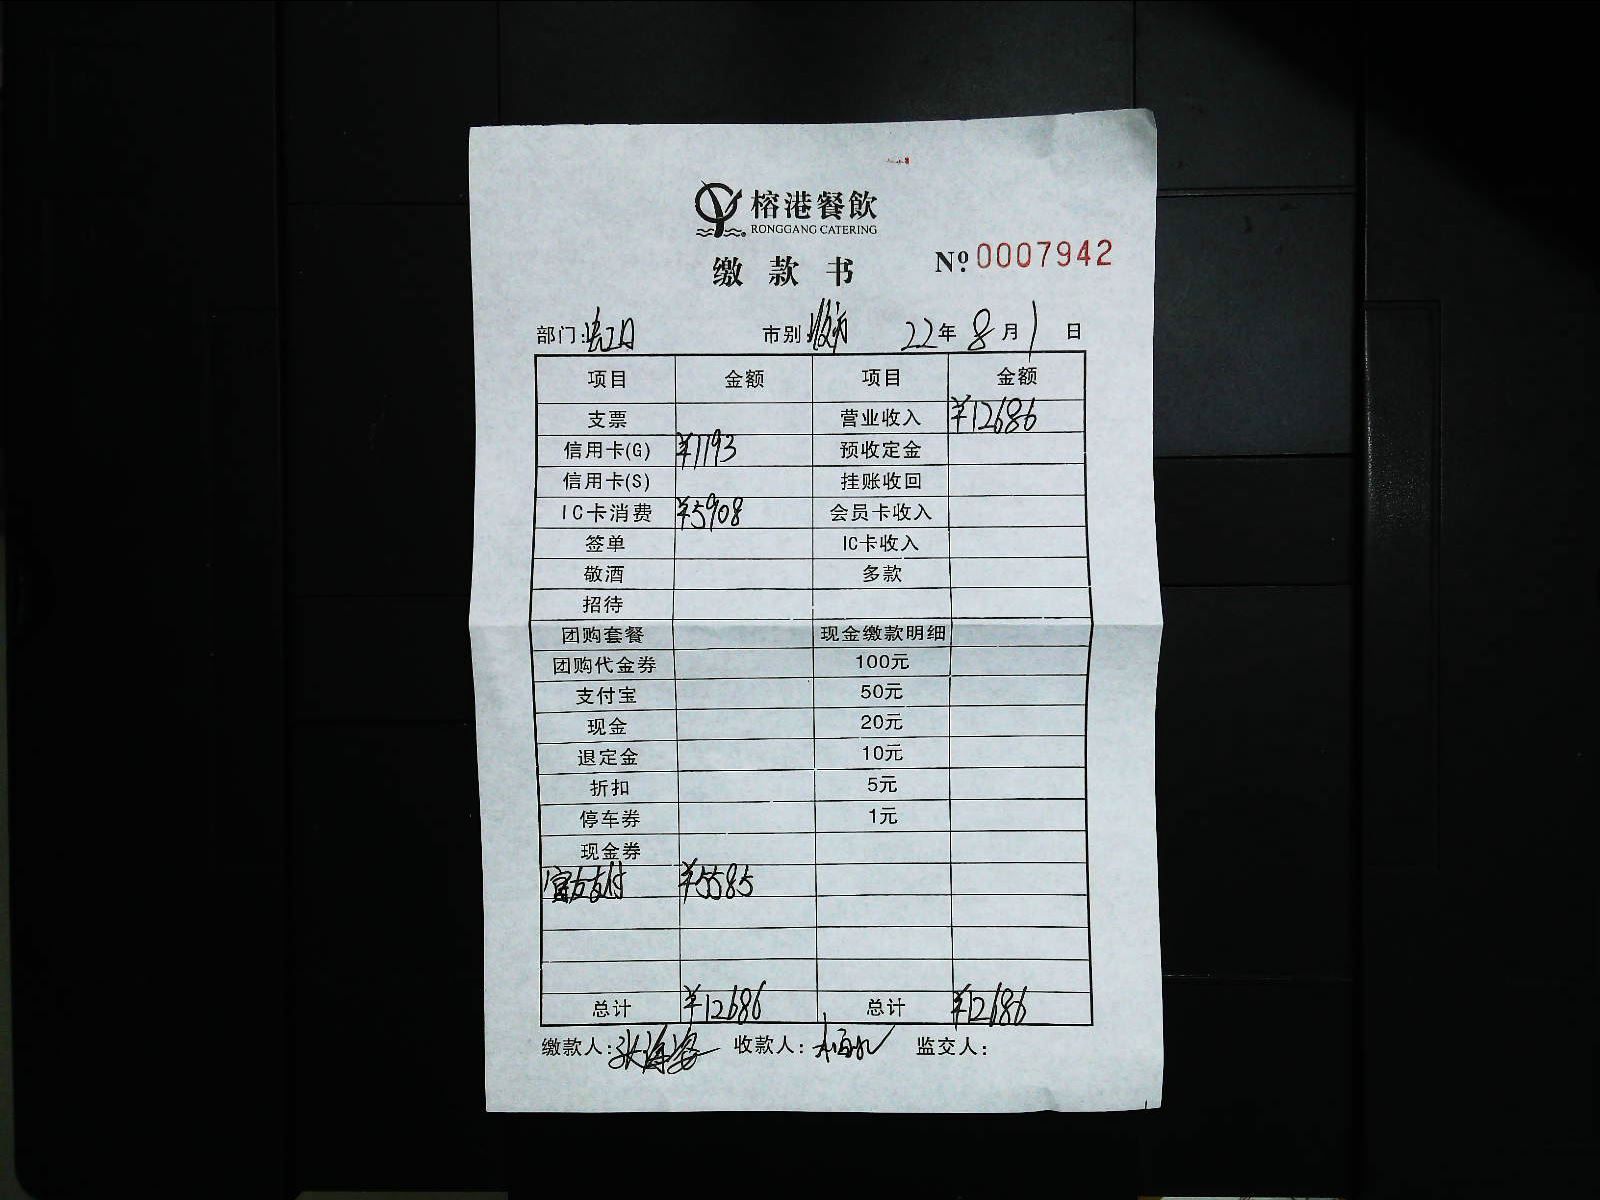 榕港餐飲
RONGGANG CATERING
缴款书 Nº 0007942
部门: 市别 22年8月1日
项目 金额 项目 金额
支票 营业收入 ¥12686
信用卡(G) ¥1193 预收定金
信用卡(S) 挂账收回
IC卡消费 ¥5908 会员卡收入
签单 IC卡收入
敬酒 多款
招待
团购套餐 现金缴款明细
团购代金券 100元
支付宝 50元
现金 20元
退定金 10元
折扣 5元
停车券 1元
现金券
富友支付 ¥5585
总计 ¥12686 总计 ¥12686
缴款人: 收款人: 监交人: